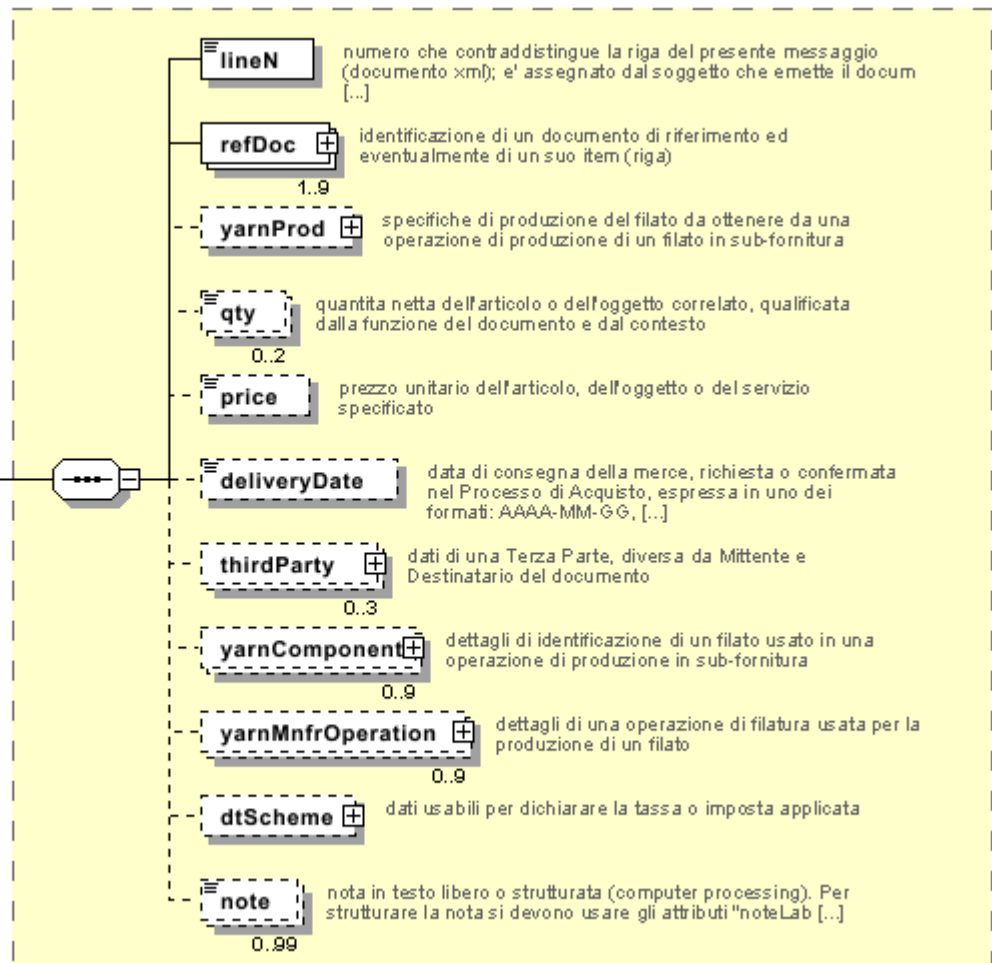 lineN
numero che contraddistingue la riga del presente messaggio
(documento xml); e' assegnato dal soggetto che emette il docum
[...]
refDoc
identificazione di un documento di riferimento ed
eventualmente di un suo item (riga)
1..9
yarnProd
specifiche di produzione del filato da ottenere da una
operazione di produzione di un filato in sub-fornitura
qty
quantita netta dell'articolo o dell'oggetto correlato, qualificata
dalla funzione del documento e dal contesto
0..2
price
prezzo unitario dell'articolo, dell'oggetto o del servizio
specificato
deliveryDate
data di consegna della merce, richiesta o confermata
nel Processo di Acquisto, espressa in uno dei
formati: AAAA-MM-GG, [...]
thirdParty
dati di una Terza Parte, diversa da Mittente e
Destinatario del documento
0..3
yarnComponent
dettagli di identificazione di un filato usato in una
operazione di produzione in sub-fornitura
0..9
yarnMnfrOperation
dettagli di una operazione di filatura usata per la
produzione di un filato
0..9
dtScheme
dati usabili per dichiarare la tassa o imposta applicata
note
nota in testo libero o strutturata (computer processing). Per
strutturare la nota si devono usare gli attributi "noteLab [...]
0..99